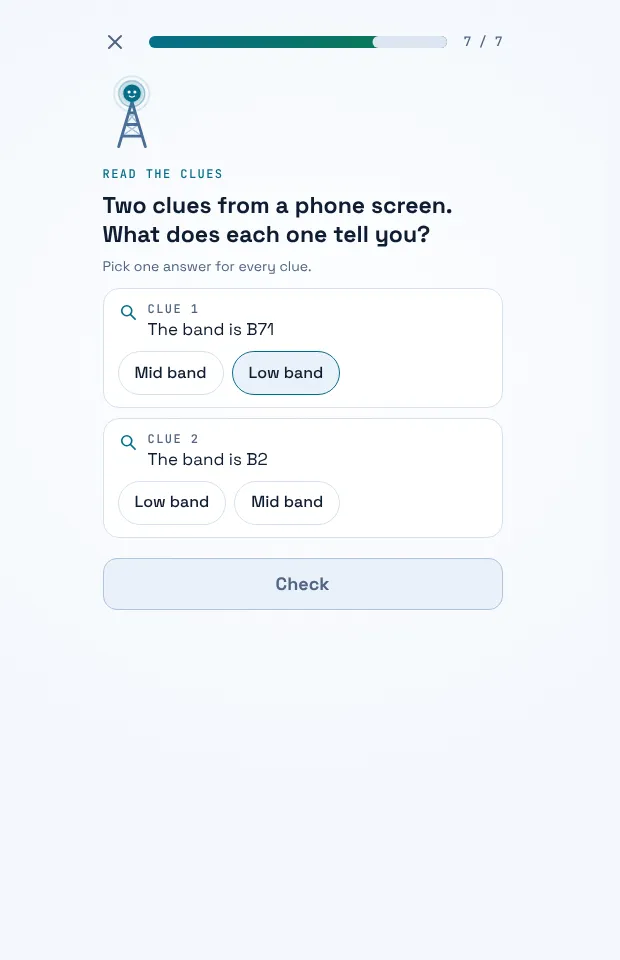 7 / 7
READ THE CLUES
Two clues from a phone screen.
What does each one tell you?
Pick one answer for every clue.
CLUE 1
The band is B71
Mid band
Low band
CLUE 2
The band is B2
Low band
Mid band
Check